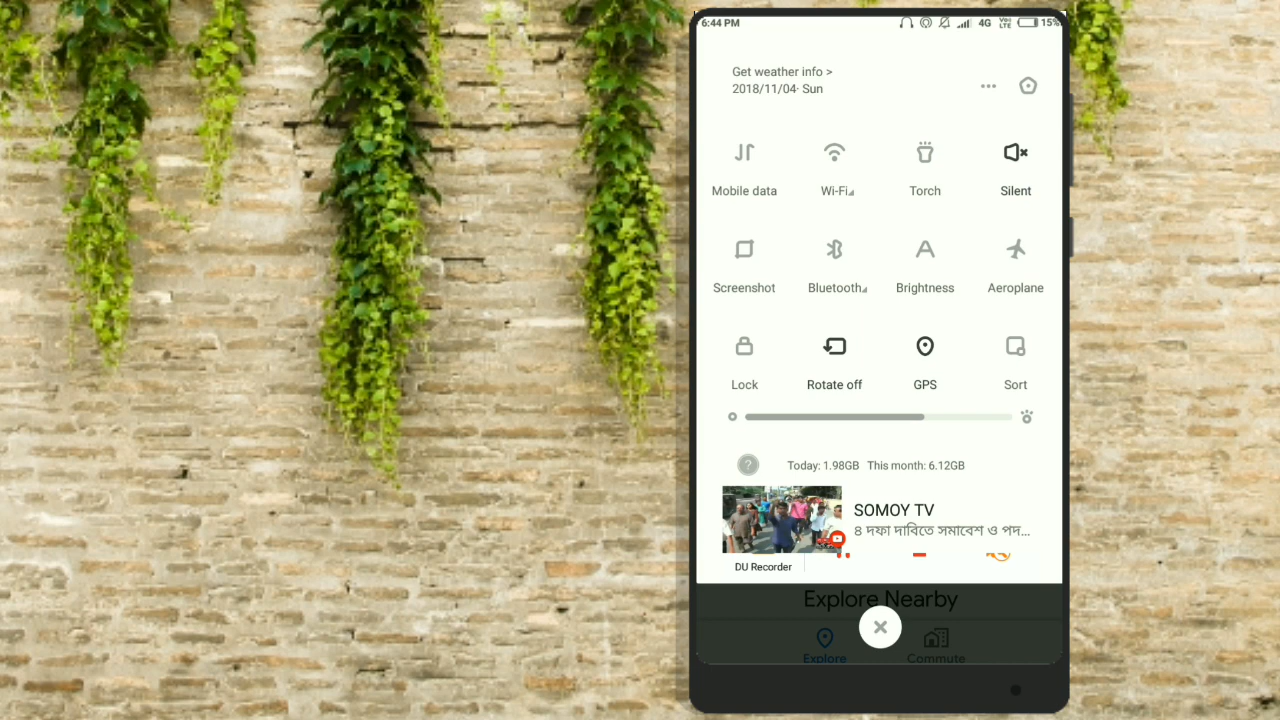 6:44 PM 4G Vo) LTE 15%
Get weather info >
2018/11/04· Sun
Mobile data Wi-Fi Torch Silent
Screenshot Bluetooth Brightness Aeroplane
Lock Rotate off GPS Sort
? Today: 1.98GB This month: 6.12GB
SOMOY TV
৪ দফা দাবিতে সমাবেশ ও পদ...
DU Recorder
Explore Nearby
Explore Commute